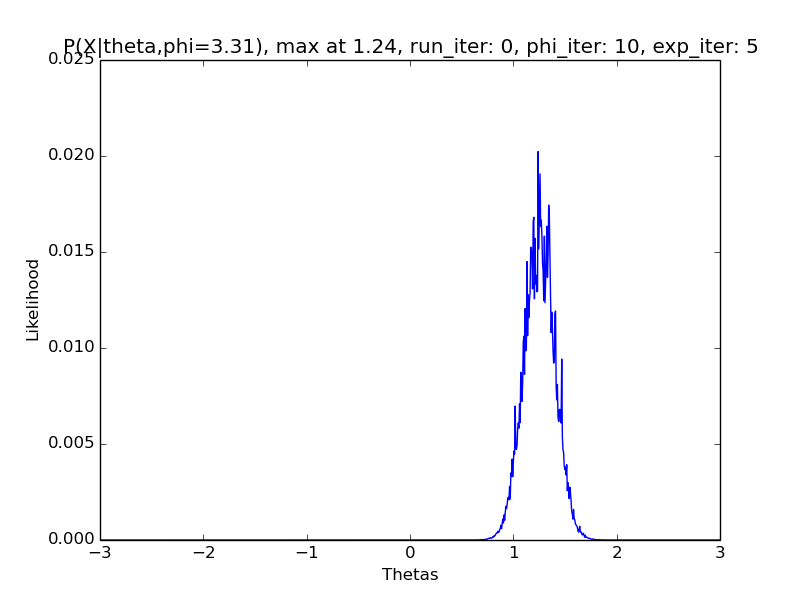 P(X|theta,phi=3.31), max at 1.24, run_iter: 0, phi_iter: 10, exp_iter: 5
0.025
0.020
0.015
0.010
0.005
0.000
Likelihood
−3 −2 −1 0 1 2 3
Thetas